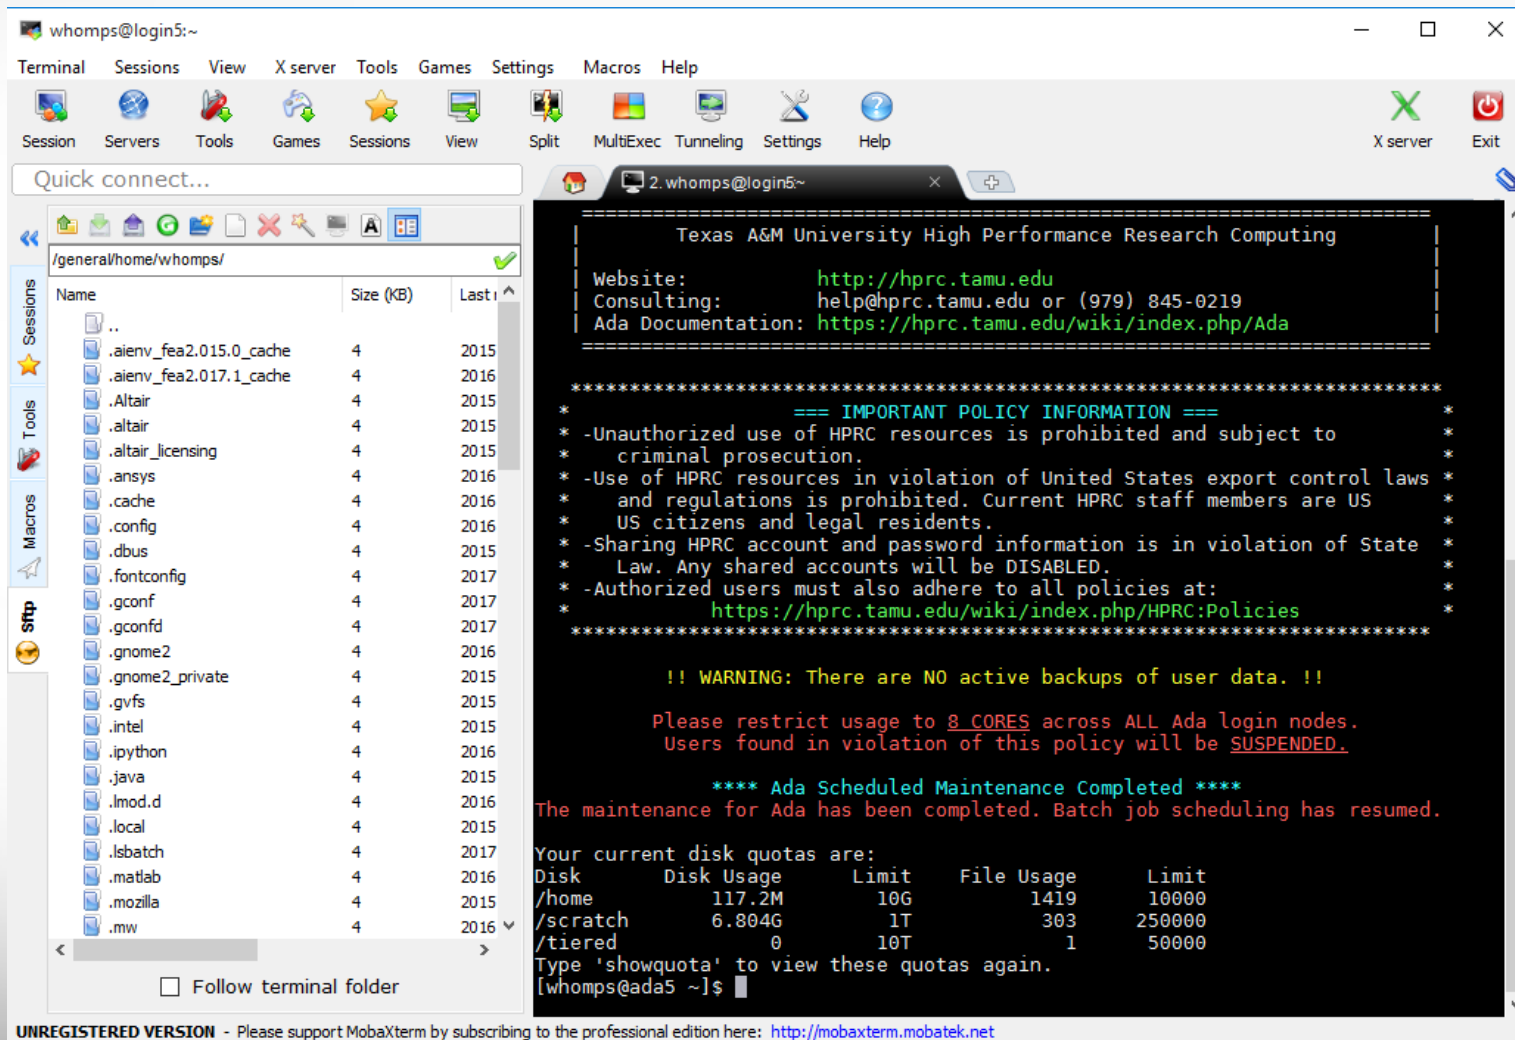 whomps@login5:~
Terminal Sessions View X server Tools Games Settings Macros Help
Session Servers Tools Games Sessions View Split MultiExec Tunneling Settings Help X server Exit
Quick connect...
2. whomps@login5:~
/general/home/whomps/
Name Size (KB) Last
..
.aienv_fea2.015.0_cache 4 2015
.aienv_fea2.017.1_cache 4 2016
.Altair 4 2015
.altair 4 2015
.altair_licensing 4 2015
.ansys 4 2016
.cache 4 2016
.config 4 2016
.dbus 4 2015
.fontconfig 4 2017
.gconf 4 2017
.gconfd 4 2017
.gnome2 4 2016
.gnome2_private 4 2015
.gvfs 4 2015
.intel 4 2015
.ipython 4 2016
.java 4 2015
.lmod.d 4 2016
.local 4 2015
.lsbatch 4 2017
.matlab 4 2016
.mozilla 4 2015
.mw 4 2016
Follow terminal folder
Sessions
Tools
Macros
Sftp
=========================================================================
| Texas A&M University High Performance Research Computing |
| |
| Website: http://hprc.tamu.edu |
| Consulting: help@hprc.tamu.edu or (979) 845-0219 |
| Ada Documentation: https://hprc.tamu.edu/wiki/index.php/Ada |
=========================================================================
**************************************************************************
* === IMPORTANT POLICY INFORMATION === *
* -Unauthorized use of HPRC resources is prohibited and subject to *
* criminal prosecution. *
* -Use of HPRC resources in violation of United States export control laws *
* and regulations is prohibited. Current HPRC staff members are US *
* US citizens and legal residents. *
* -Sharing HPRC account and password information is in violation of State *
* Law. Any shared accounts will be DISABLED. *
* -Authorized users must also adhere to all policies at: *
* https://hprc.tamu.edu/wiki/index.php/HPRC:Policies *
*************************************************************************
!! WARNING: There are NO active backups of user data. !!
Please restrict usage to 8 CORES across ALL Ada login nodes.
Users found in violation of this policy will be SUSPENDED.
**** Ada Scheduled Maintenance Completed ****
The maintenance for Ada has been completed. Batch job scheduling has resumed.
Your current disk quotas are:
Disk Disk Usage Limit File Usage Limit
/home 117.2M 10G 1419 10000
/scratch 6.804G 1T 303 250000
/tiered 0 10T 1 50000
Type 'showquota' to view these quotas again.
[whomps@ada5 ~]$
UNREGISTERED VERSION - Please support MobaXterm by subscribing to the professional edition here: http://mobaxterm.mobatek.net